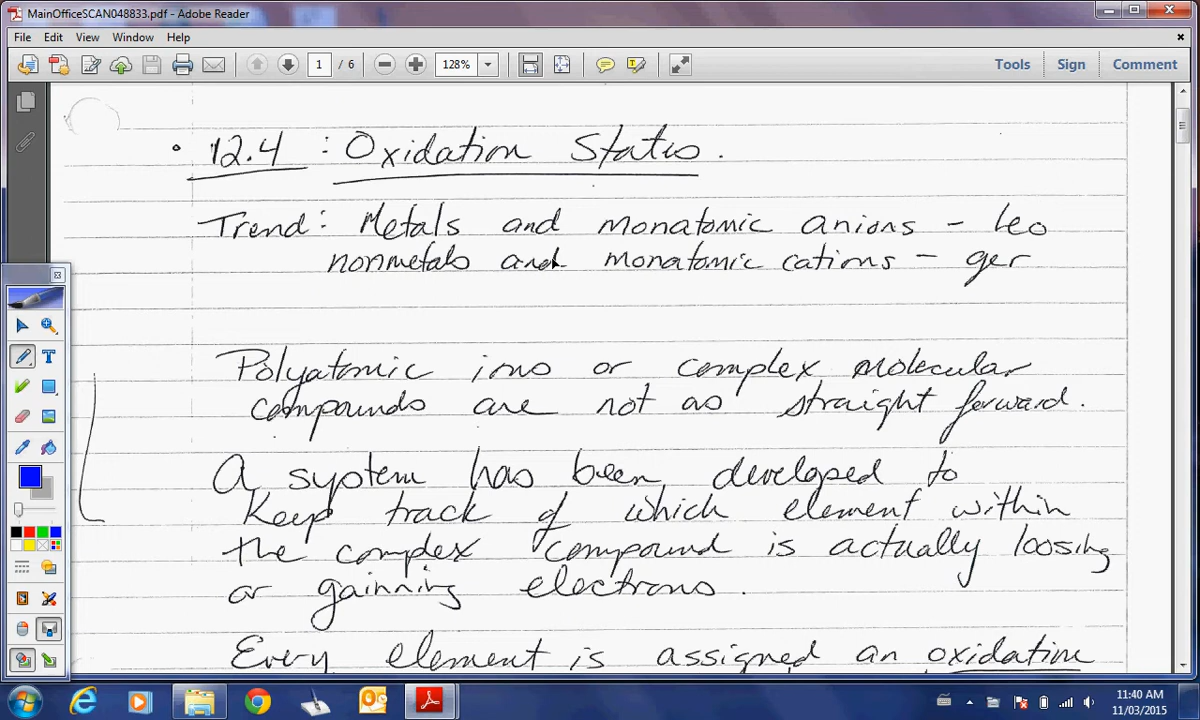 MainOfficeSCAN048833.pdf - Adobe Reader
File Edit View Window Help
1 / 6 128% Tools Sign Comment
• 12.4 : Oxidation States.
Trend: Metals and monatomic anions - leo
nonmetals and monatomic cations - ger
Polyatomic ions or complex molecular
compounds are not as straight forward.
A system has been developed to
keep track of which element within
the complex compound is actually loosing
or gainning electrons.
Every element is assigned an oxidation
11:40 AM
11/03/2015